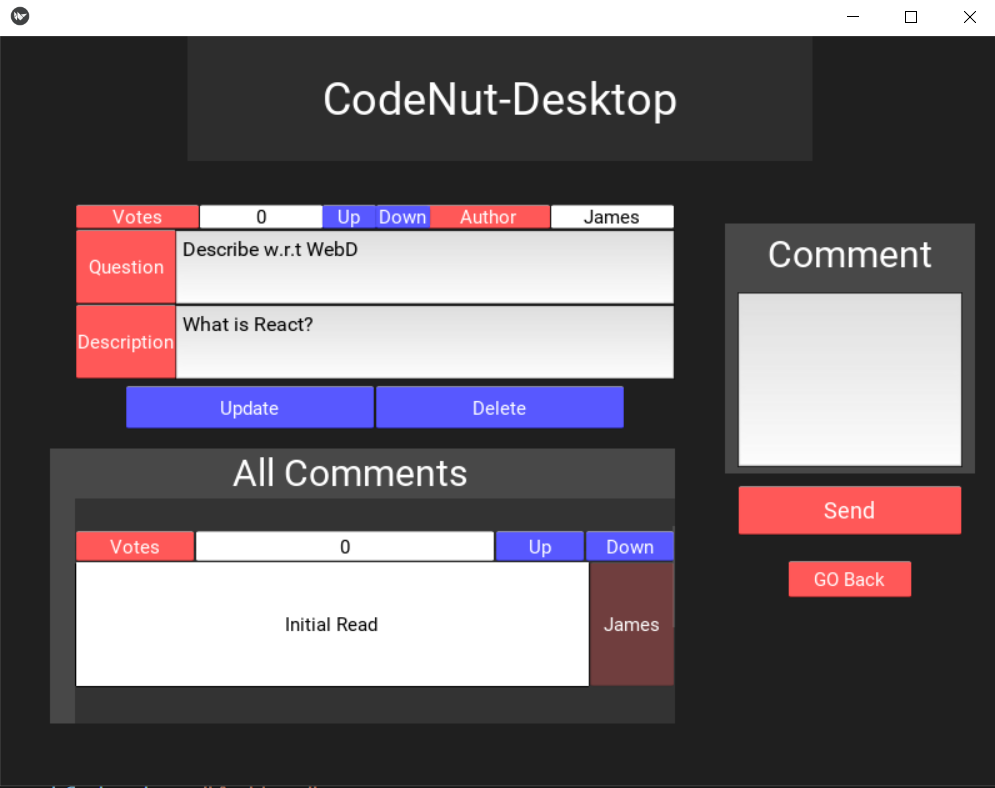 CodeNut-Desktop
Votes 0 Up Down Author James
Question Describe w.r.t WebD
Description What is React?
Update Delete
All Comments
Votes 0 Up Down
Initial Read James
Comment
Send
GO Back